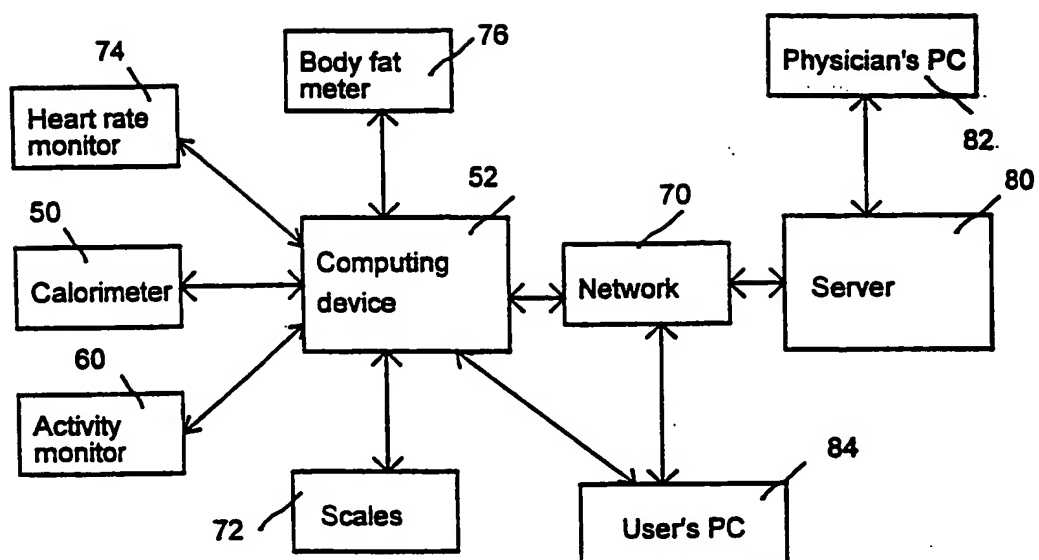 76
74
Body fat
meter
Physician's PC
Heart rate
monitor
82
52
70
80
50
Computing
device
Network
Server
Calorimeter
60
Activity
monitor
84
72
Scales
User's PC